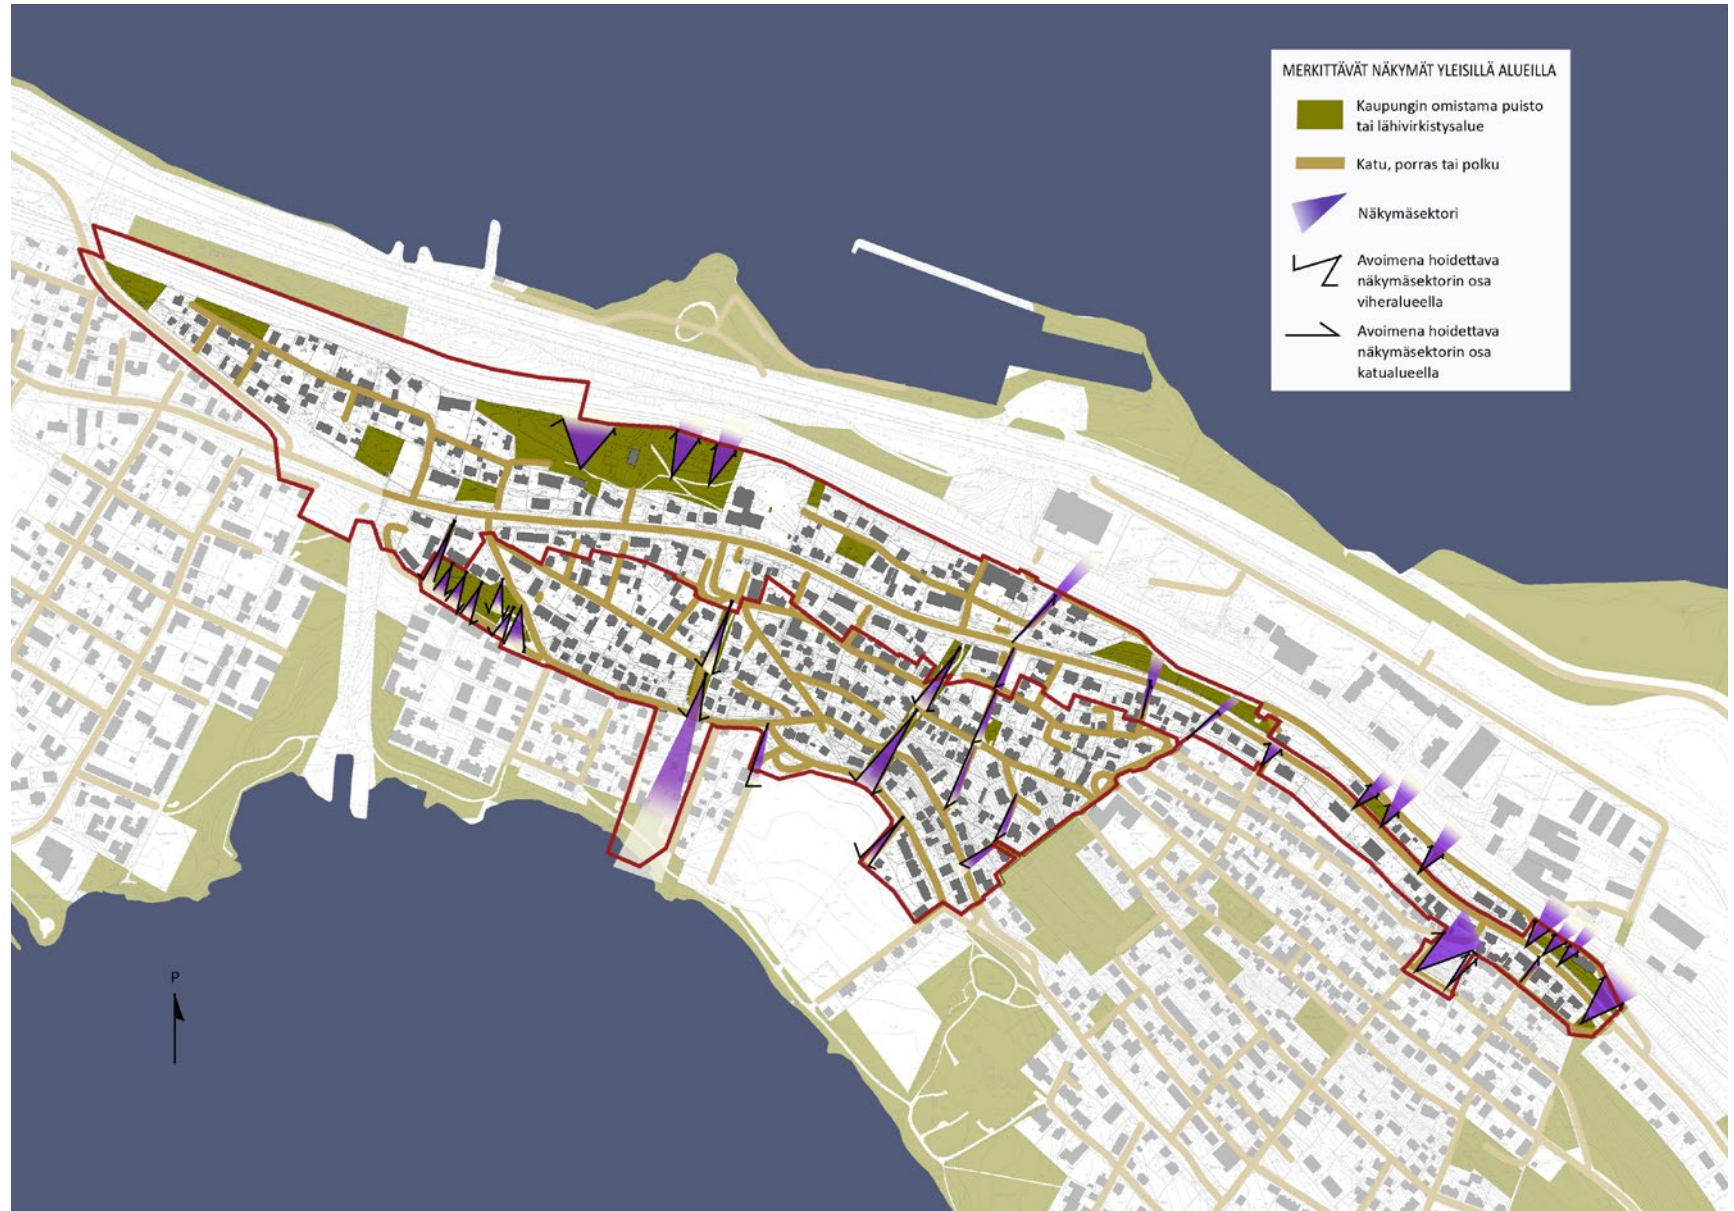 MERKITTÄVÄT NÄKYMÄT YLEISILLÄ ALUEILLA
Kaupungin omistama puisto
tai lähivirkistysalue
Katu, porras tai polku
Näkymäsektori
Avoimena hoidettava
näkymäsektorin osa
viheralueella
Avoimena hoidettava
näkymäsektorin osa
katualueella
P